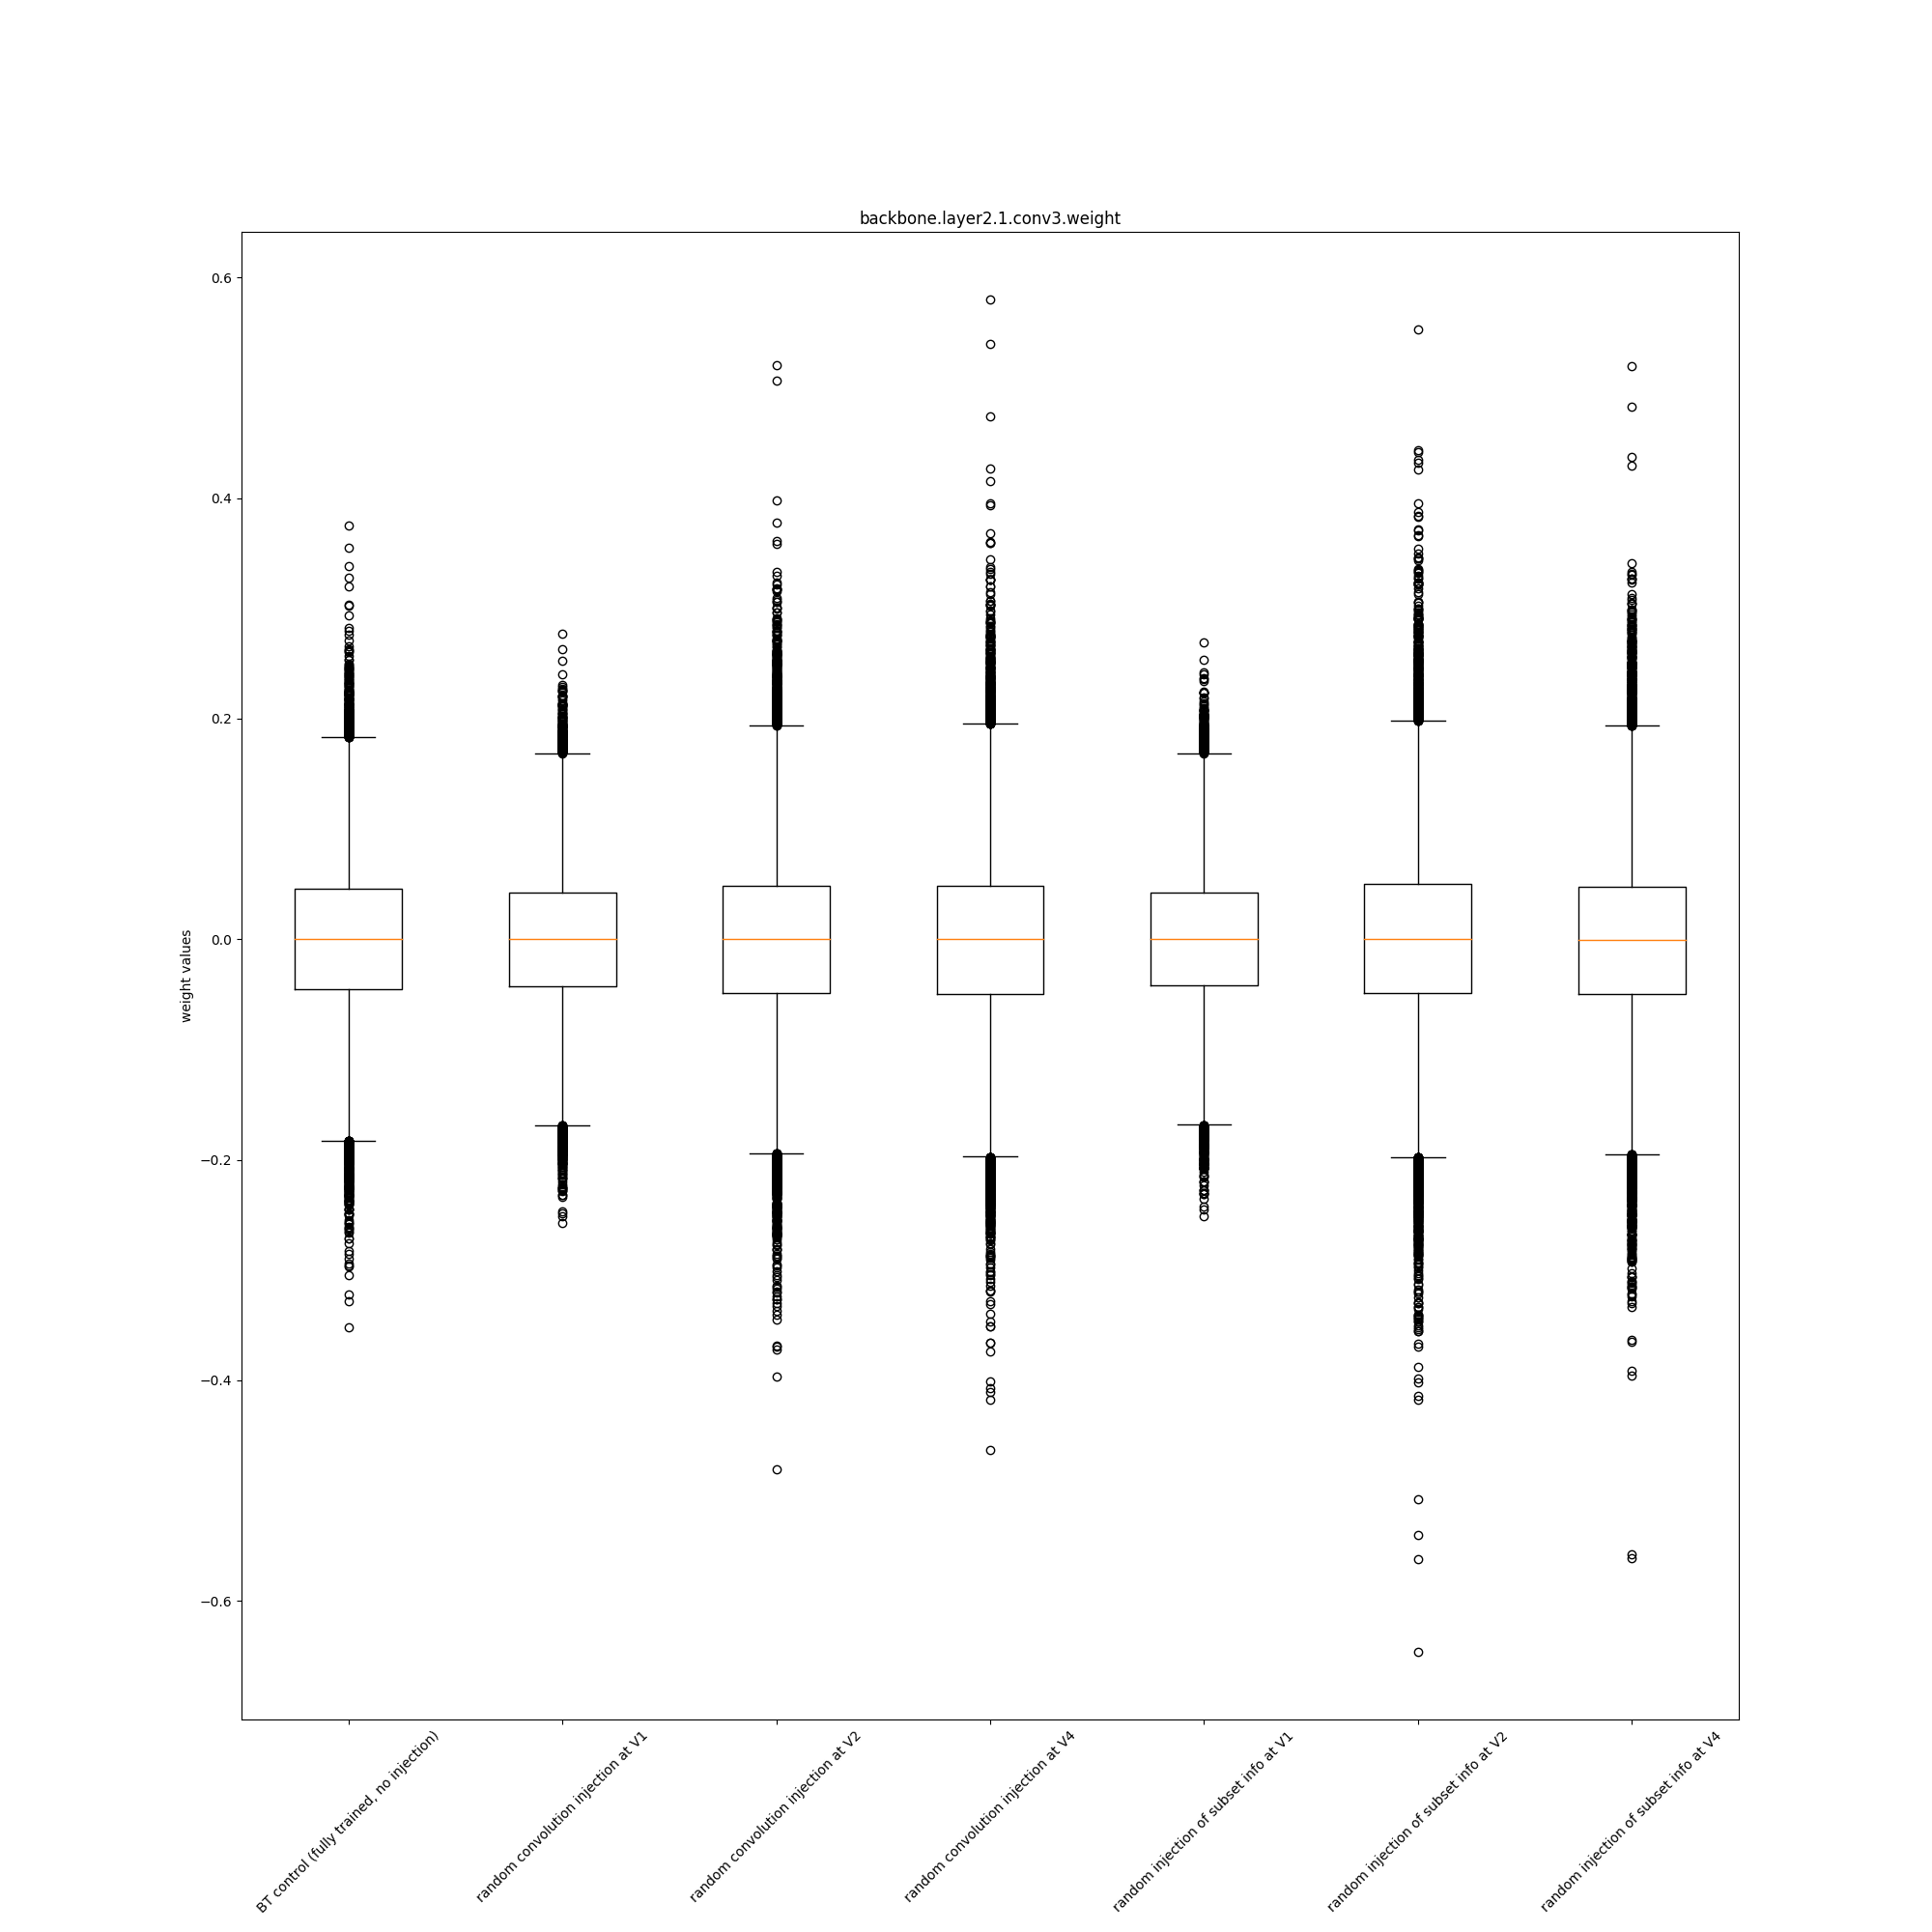 backbone.layer2.1.conv3.weight
0.6
0.4
0.2
0.0
−0.2
−0.4
−0.6
weight values
BT control (fully trained, no injection)
random convolution injection at V1
random convolution injection at V2
random convolution injection at V4
random injection of subset info at V1
random injection of subset info at V2
random injection of subset info at V4